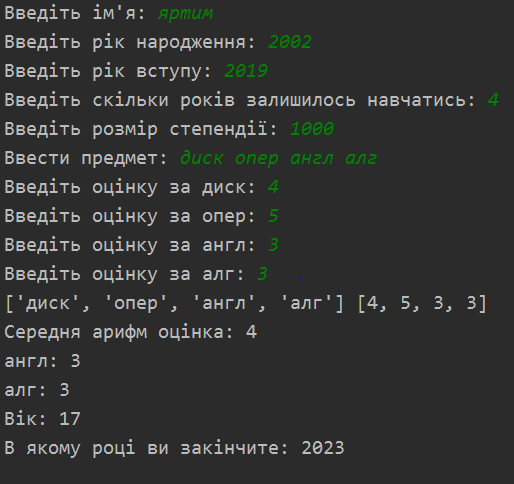 Введіть ім'я: яртим
Введіть рік народження: 2002
Введіть рік вступу: 2019
Введіть скільки років залишилось навчатись: 4
Введіть розмір степендії: 1000
Ввести предмет: диск опер англ алг
Введіть оцінку за диск: 4
Введіть оцінку за опер: 5
Введіть оцінку за англ: 3
Введіть оцінку за алг: 3
['диск', 'опер', 'англ', 'алг'] [4, 5, 3, 3]
Середня арифм оцінка: 4
англ: 3
алг: 3
Вік: 17
В якому році ви закінчите: 2023